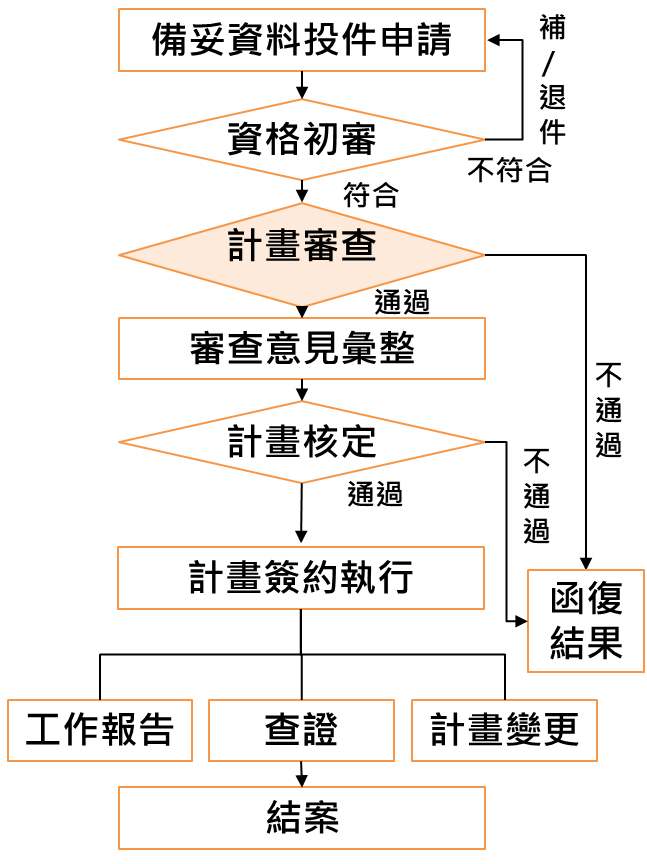 備妥資料投件申請
補/退件
資格初審
不符合
符合
計畫審查
通過
審查意見彙整
不通過
計畫核定
不通過
通過
計畫簽約執行
函復
結果
工作報告
查證
計畫變更
結案